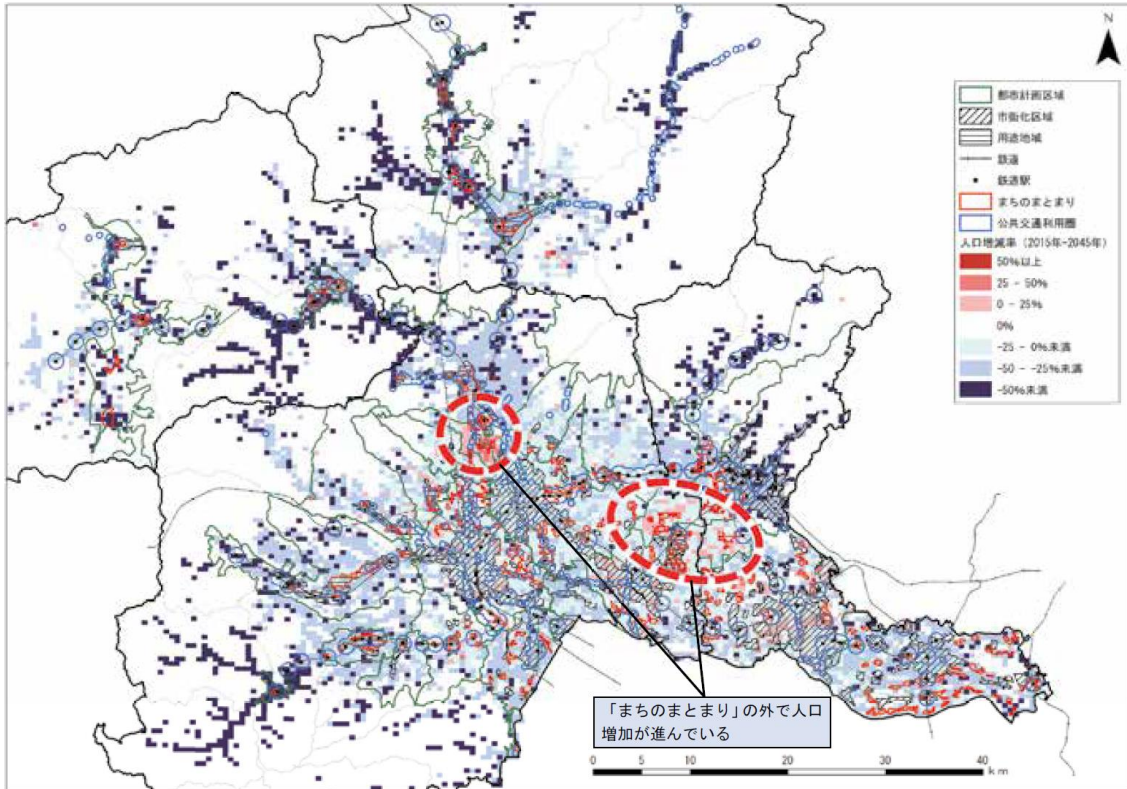 N
都市計画区域
市街化区域
用途地域
鉄道
鉄道駅
まちのまとまり
公共交通利用圏
人口増減率（2015年-2045年）
50%以上
25 - 50%
0 - 25%
0%
-25 - 0%未満
-50 - -25%未満
-50%未満
「まちのまとまり」の外で人口
増加が進んでいる
0 5 10 20 30 40
km